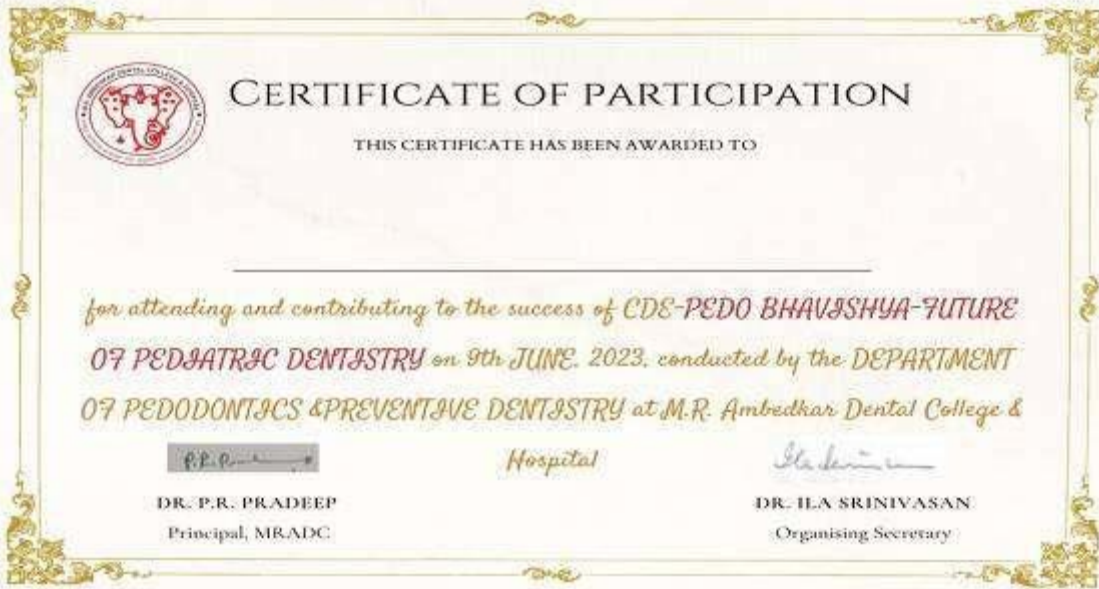 CERTIFICATE OF PARTICIPATION
THIS CERTIFICATE HAS BEEN AWARDED TO
for attending and contributing to the success of CDE-PEDO BHAVISHYA-FUTURE
OF PEDIATRIC DENTISTRY on 9th JUNE. 2023, conducted by the DEPARTMENT
OF PEDODONTICS &PREVENTIVE DENTISTRY at M.R. Ambedkar Dental College &
Hospital
DR. P.R. PRADEEP
Principal, MRADC
DR. ILA SRINIVASAN
Organising Secretary